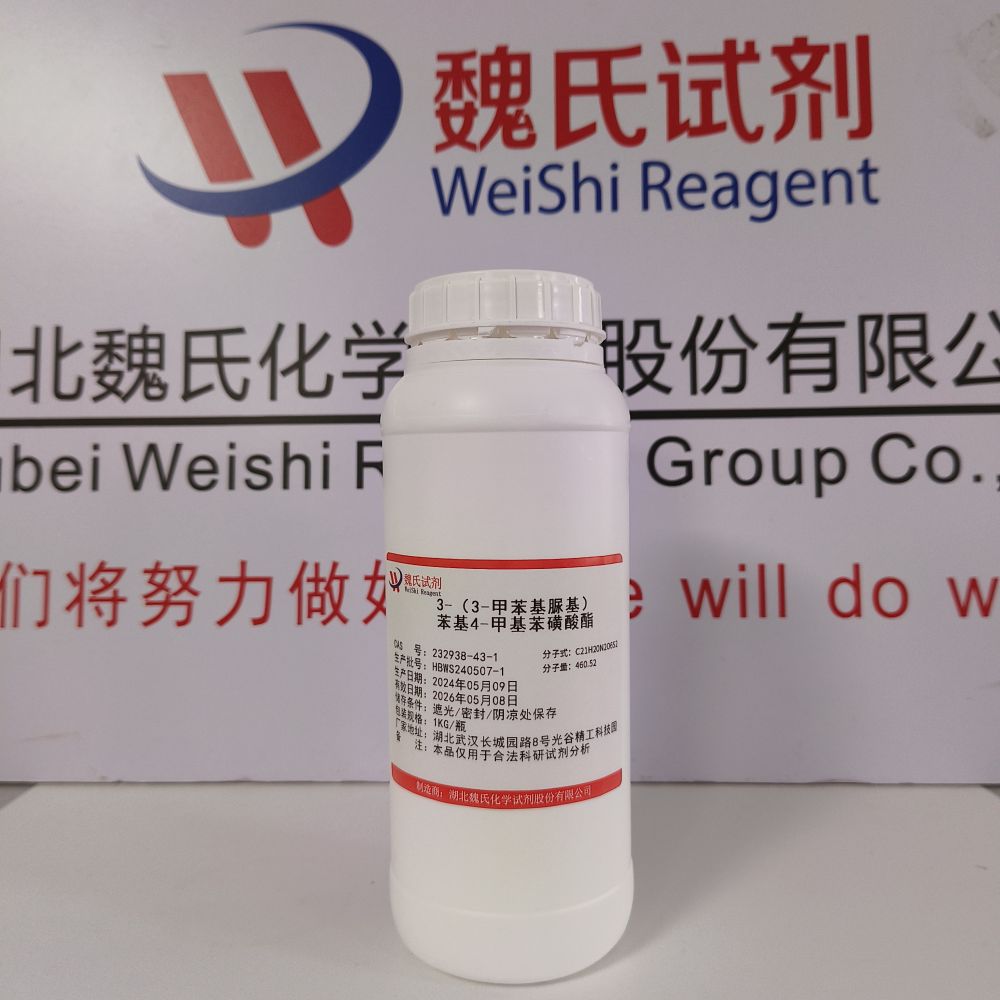 魏氏试剂
WeiShi Reagent
北魏氏化学 股份有限公
bei Weishi R Group Co.,
们将努力做 e will do w
魏氏试剂
WeiShi Reagent
3-（3-甲苯基脲基）
苯基4-甲基苯磺酸酯
CAS 号：232938-43-1 分子式：C21H20N2O6S2
生产批号：HBWS240507-1 分子量：460.52
生产日期：2024年05月09日
有效日期：2026年05月08日
储存条件：遮光/密封/阴凉处保存
包装规格：1KG/瓶
厂家地址：湖北武汉长城园路8号光谷精工科技园
备 注：本品仅用于合法科研试剂分析
制造商：湖北魏氏化学试剂股份有限公司